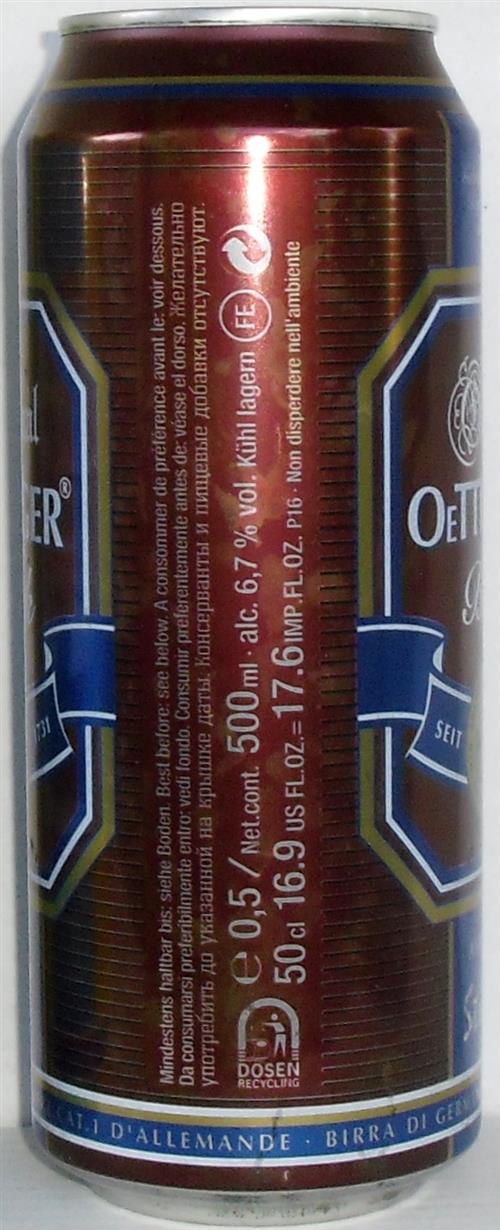 Mindestens haltbar bis: siehe Boden. Best before: see below. A consommer de préférence avant le: voir dessous.
Da consumarsi preferibilmente entro: vedi fondo. Consumir preferentemente antes de: véase el dorso. Желательно
употребить до указанной на крышке даты. Консерванты и пищевые добавки отсутствуют.
e 0,5 l Net.cont. 500 ml · alc. 6,7 % vol. Kühl lagern FE
50 cl 16.9 US FL.OZ. = 17.6 IMP.FL.OZ. P16 · Non disperdere nell'ambiente
DOSEN
RECYCLING
ER®
1731
OeTT
SEIT
CAT.1 D'ALLEMANDE · BIRRA DI GERM